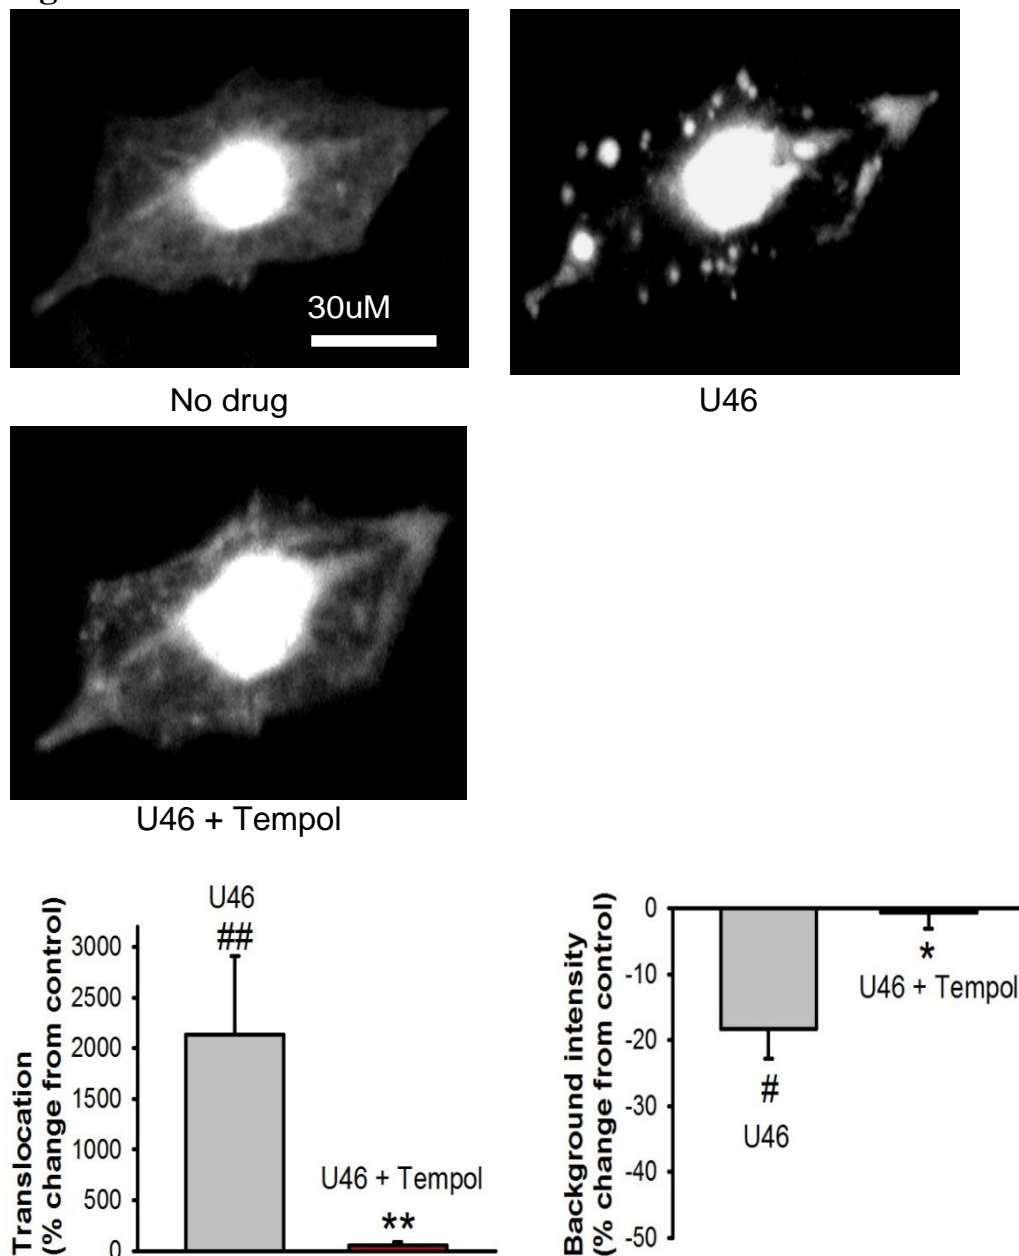 30uM
No drug
U46
U46 + Tempol
Translocation
(% change from control)
3000
2500
2000
1500
1000
500
0
U46
##
U46 + Tempol
**
Background intensity
(% change from control)
0
-10
-20
-30
-40
-50
#
U46
*
U46 + Tempol